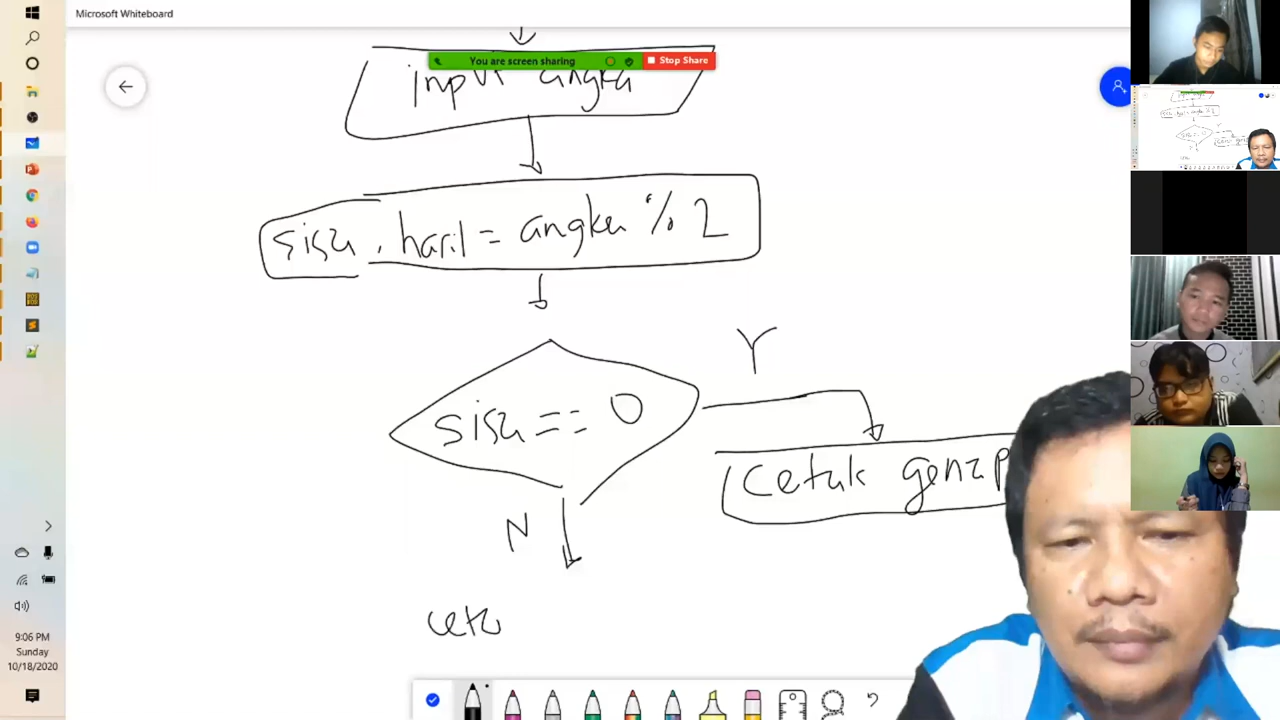 Microsoft Whiteboard
You are screen sharing
Stop Share
input angka
sisa . hasil = angka % 2
Y
sisa == 0
cetak genap
N
ceta
9:06 PM
Sunday
10/18/2020